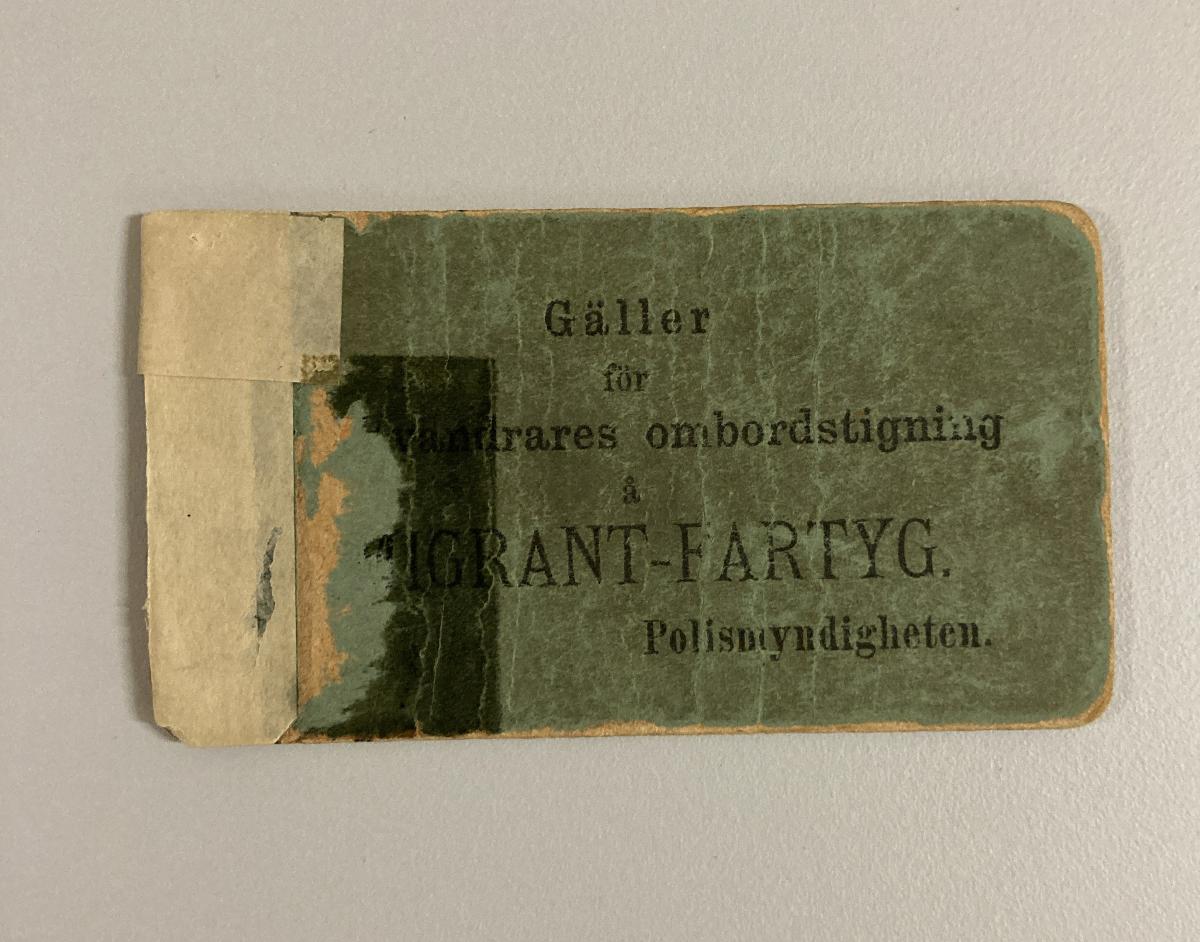 Gäller
för
vandrares ombordstigning
å
IGRANT-FARTYG.
Polismyndigheten.